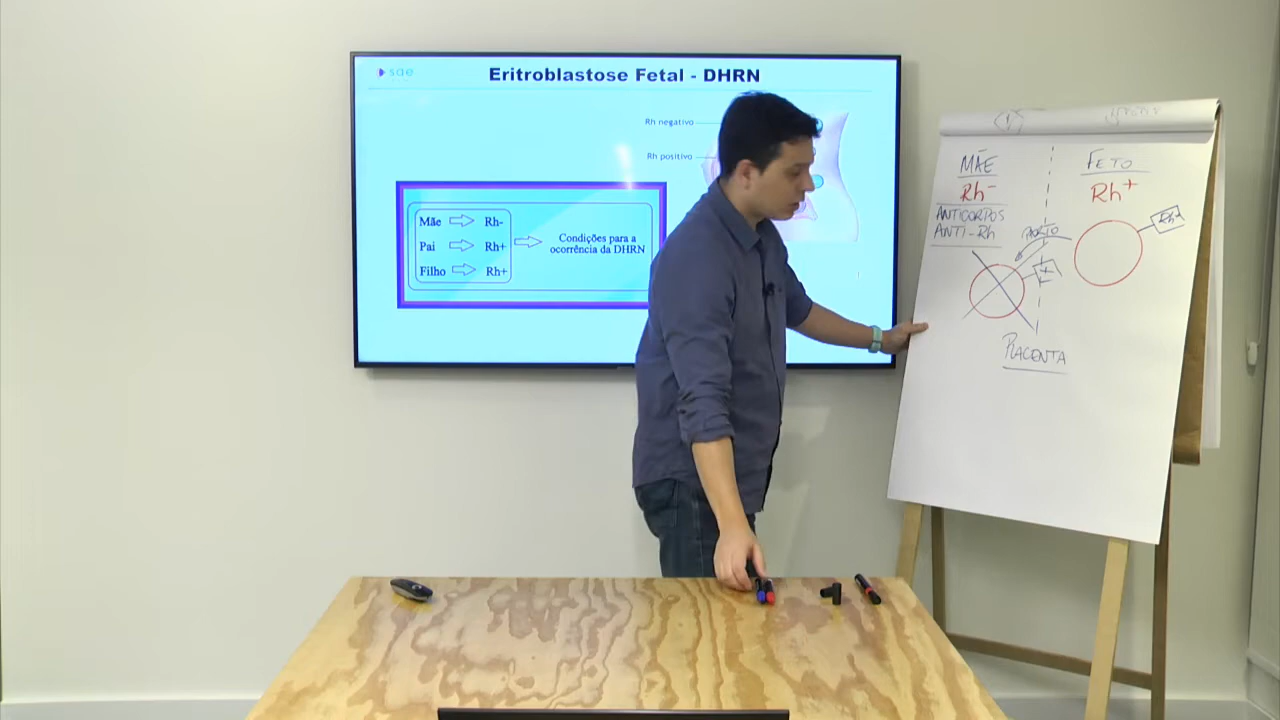 sae
Eritroblastose Fetal - DHRN
Rh negativo
Rh positivo
Mãe
Rh-
Pai
Rh+
Filho
Rh+
Condições para a
ocorrência da DHRN
MÃE
FETO
Rh-
Rh+
ANTICORPOS
ANTI-Rh
PARTO
PLACENTA